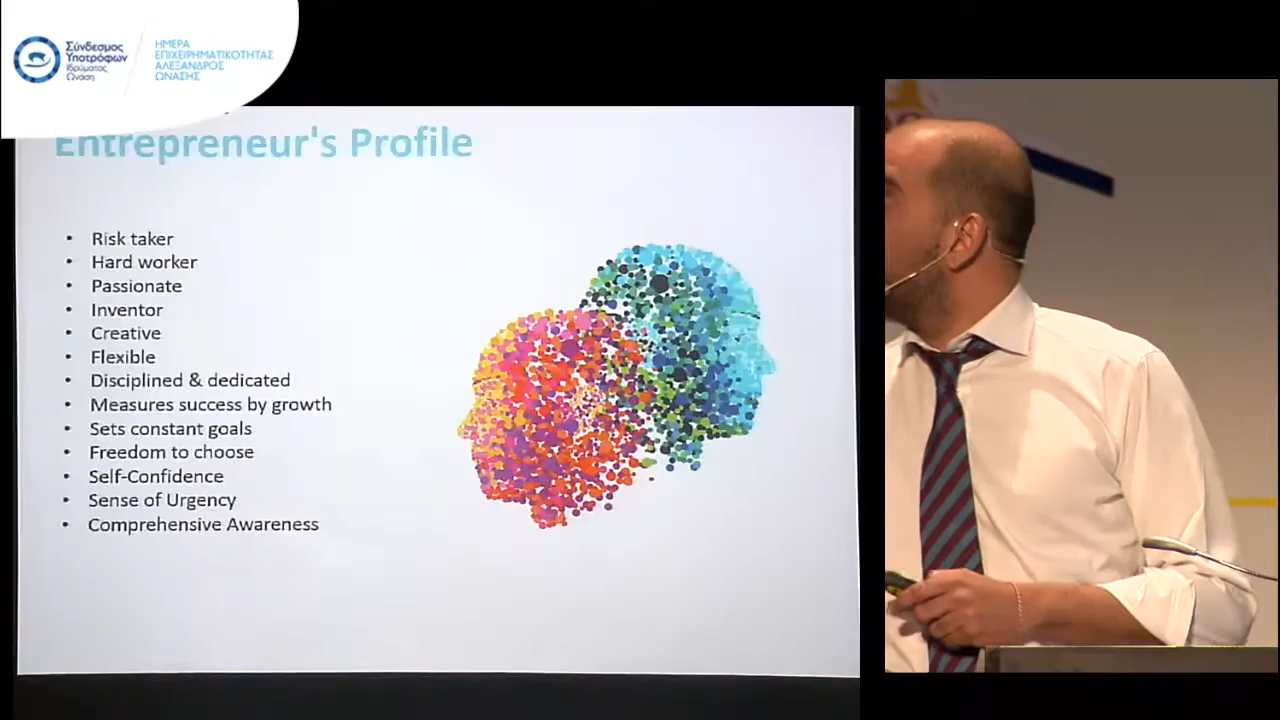 Σύνδεσμος
Υποτρόφων
Ιδρύματος
Ωνάση
ΗΜΕΡΑ
ΕΠΙΧΕΙΡΗΜΑΤΙΚΟΤΗΤΑΣ
ΑΛΕΞΑΝΔΡΟΣ
ΩΝΑΣΗΣ
Entrepreneur's Profile
• Risk taker
• Hard worker
• Passionate
• Inventor
• Creative
• Flexible
• Disciplined & dedicated
• Measures success by growth
• Sets constant goals
• Freedom to choose
• Self-Confidence
• Sense of Urgency
• Comprehensive Awareness